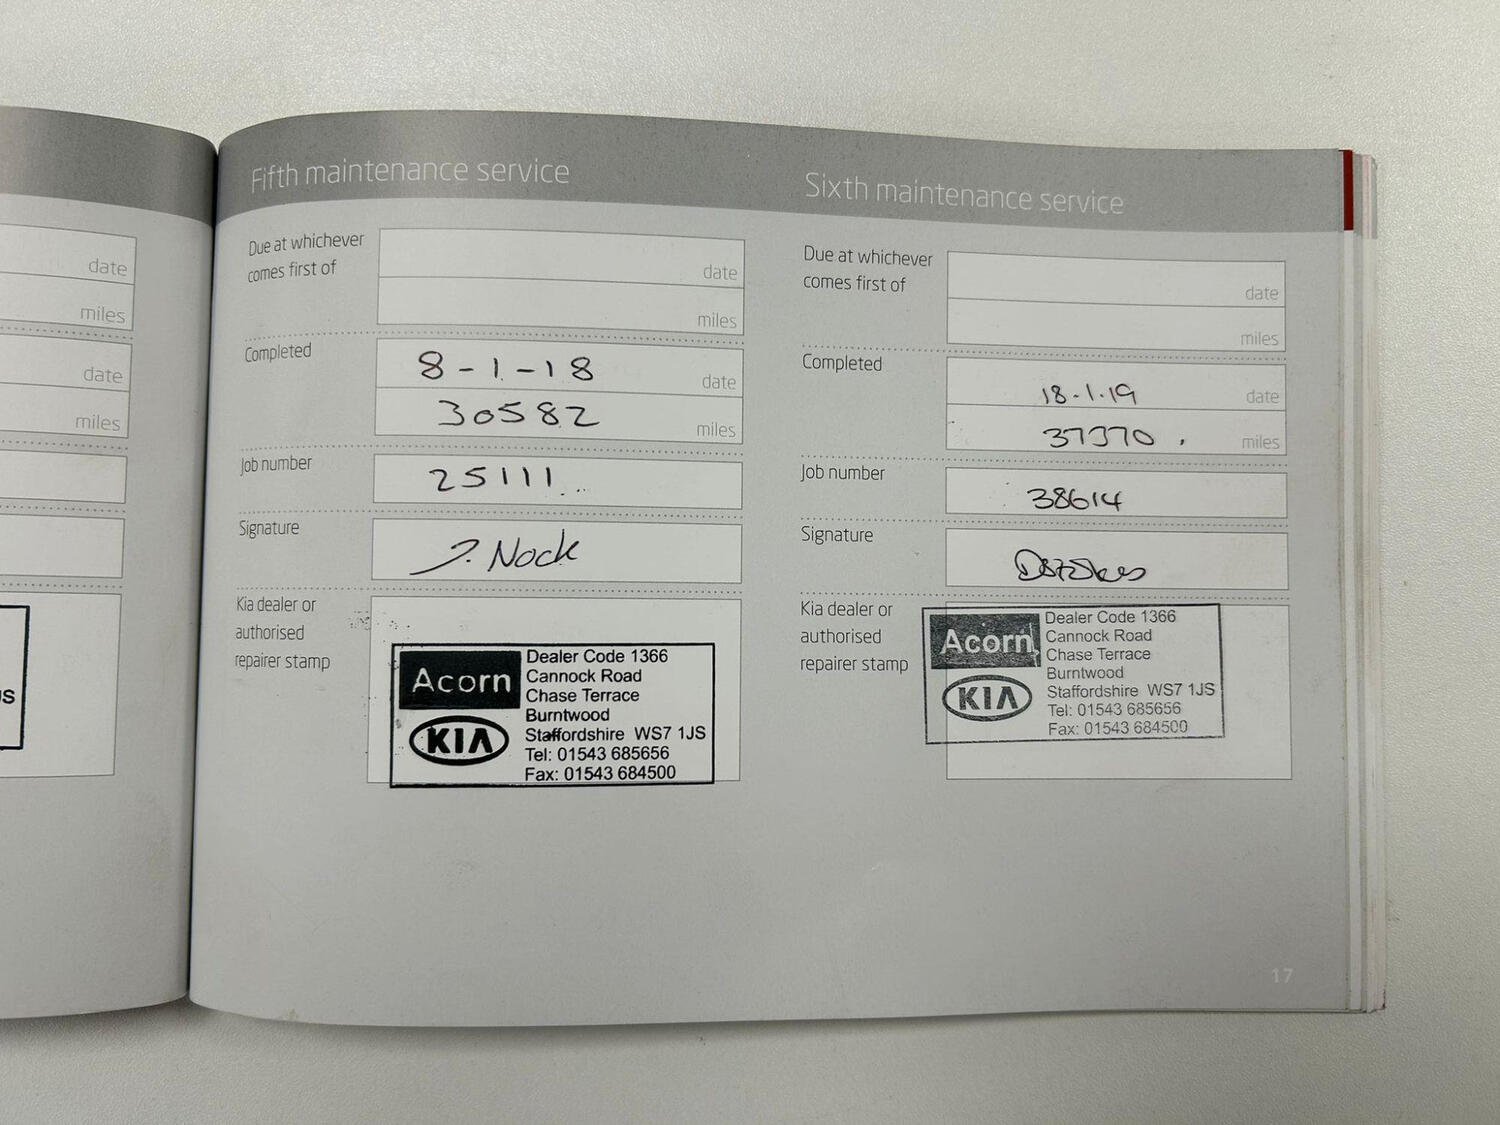 date
miles
date
miles
us
Fifth maintenance service
Due at whichever
comes first of
date
miles
Completed
8-1-18
date
30582
miles
Job number
25111
Signature
J. Nock
Kia dealer or
authorised
repairer stamp
Acorn
KIA
Dealer Code 1366
Cannock Road
Chase Terrace
Burntwood
Staffordshire WS7 1JS
Tel: 01543 685656
Fax: 01543 684500
Sixth maintenance service
Due at whichever
comes first of
date
miles
Completed
18.1.19
date
37370.
miles
Job number
38614
Signature
Kia dealer or
authorised
repairer stamp
Acorn
KIA
Dealer Code 1366
Cannock Road
Chase Terrace
Burntwood
Staffordshire WS7 1JS
Tel: 01543 685656
Fax: 01543 684500
17